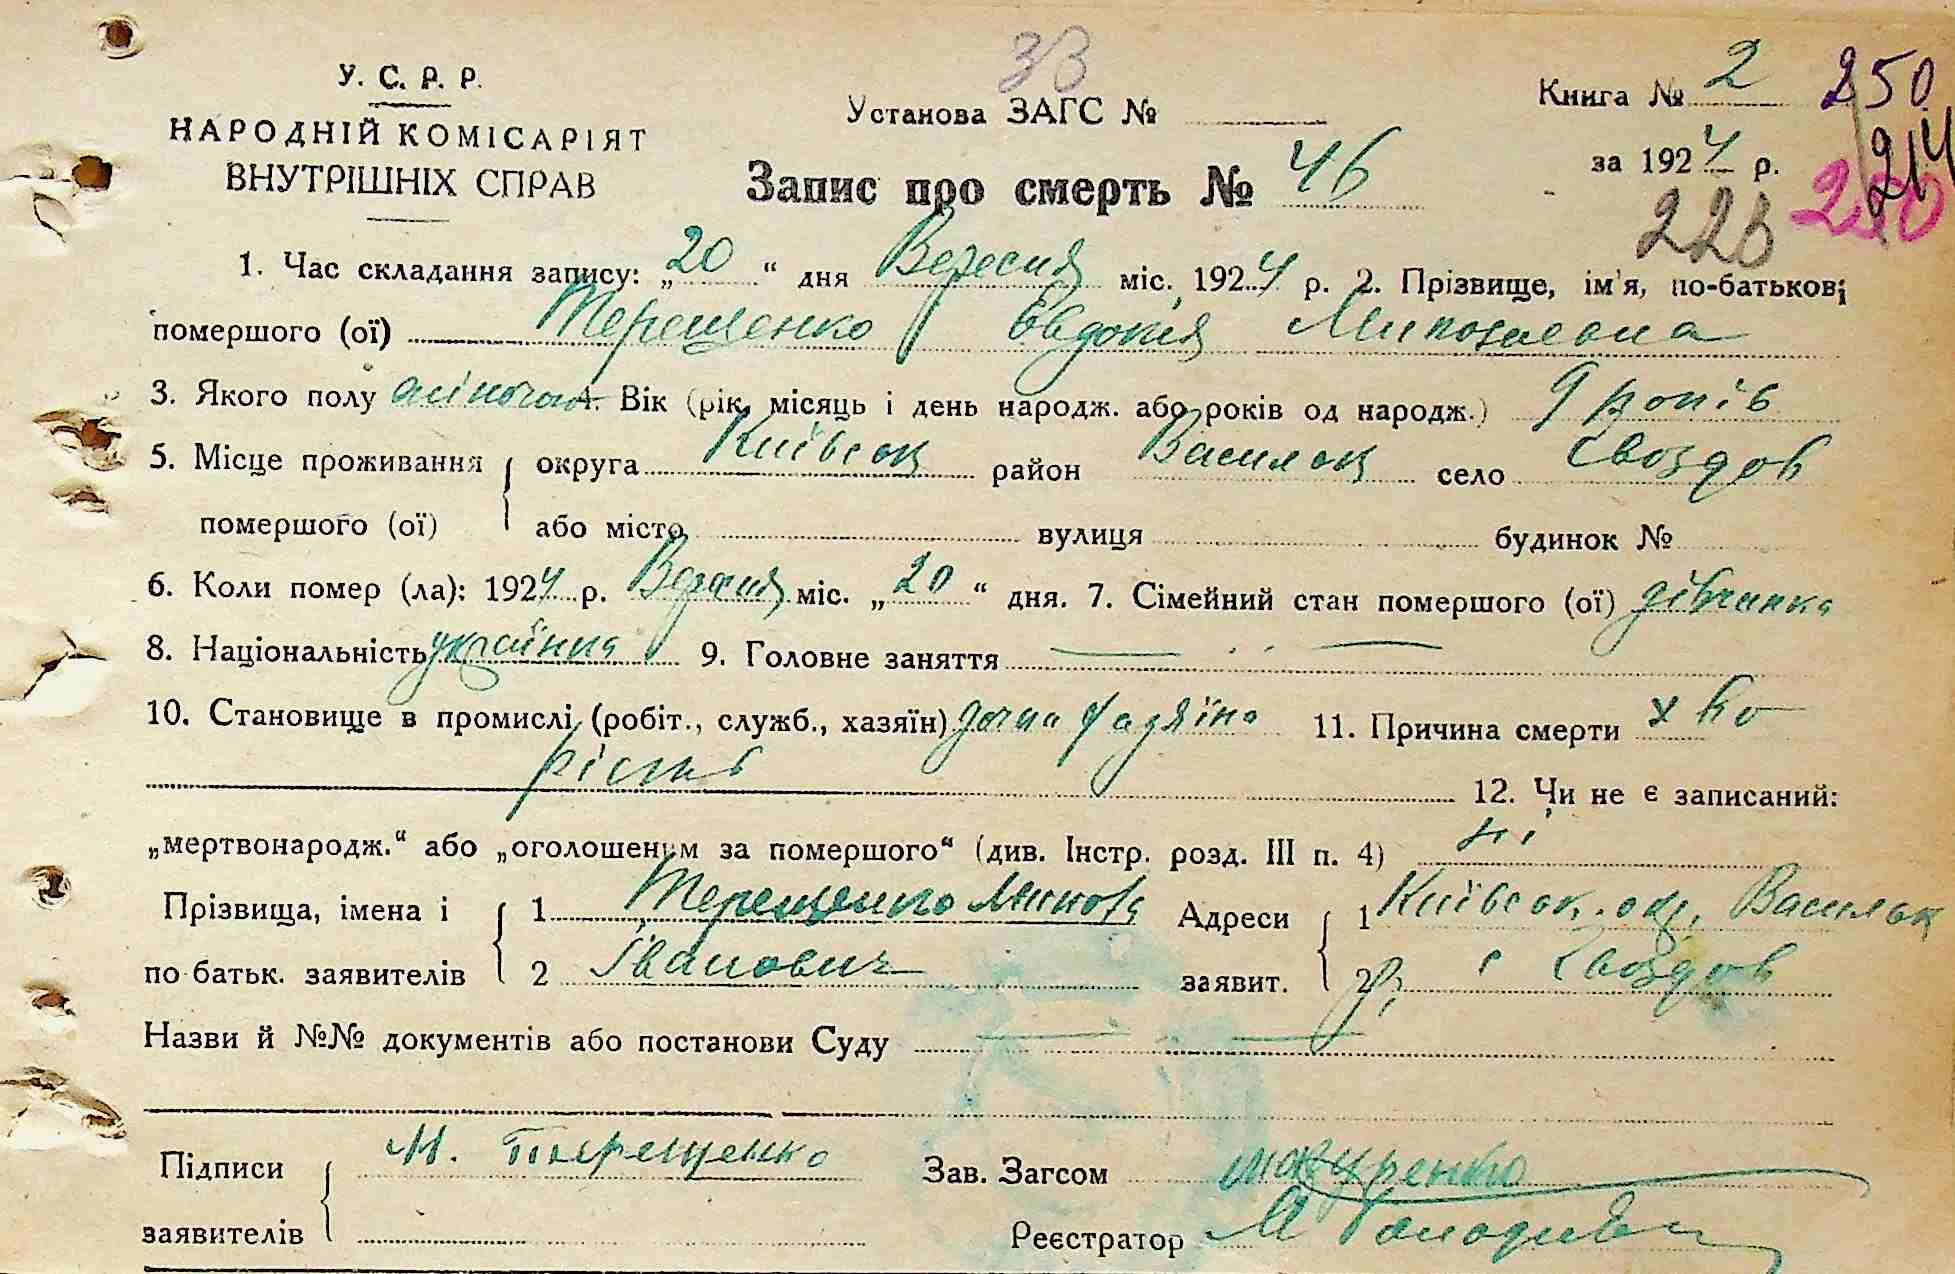 33
У. С. Р. Р.
НАРОДНІЙ КОМІСАРІЯТ
ВНУТРІШНІХ СПРАВ
Установа ЗАГС №
Книга № 2 250
за 1924 р. 214
Запис про смерть № 46
226 220
1. Час складання запису: „20“ дня Вересня міс. 1924 р. 2. Прізвище, ім'я, по-батькові
помершого (ої) Терещенко Евдокія
3. Якого полу жіночого 4. Вік (рік, місяць і день народж. або років од народж.) 9 років
5. Місце проживання { округа Київськ район Васильк село Гвоздов
помершого (ої) або місто вулиця будинок №
6. Коли помер (ла): 1924 р. Вересня міс. „20“ дня. 7. Сімейний стан помершого (ої) дівчинка
8. Національність українка 9. Головне заняття —
10. Становище в промислі (робіт., служб., хазяїн) дочка хазяїна 11. Причина смерти хво
рість
12. Чи не є записаний:
„мертвонародж.“ або „оголошеним за помершого“ (див. Інстр. розд. III п. 4) ні
Прізвища, імена і { 1 Терещенко Адреси { 1 Київськ. окр. Васильк
по батьк. заявителів 2 Іванович заявит. 2 р, с Гвоздов
Назви й №№ документів або постанови Суду —
Підписи { М. Терещенко Зав. Загсом
заявителів Реєстратор